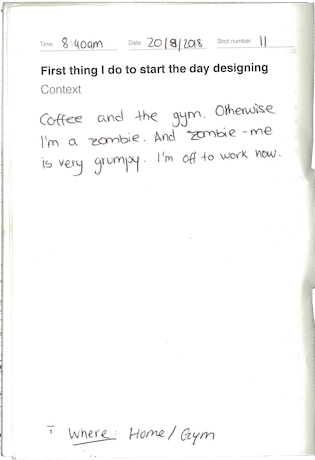 Time 8:40am Date 20/8/2018 Shot number 11
First thing I do to start the day designing
Context
Coffee and the gym. Otherwise
I'm a zombie. And zombie-me
is very grumpy. I'm off to work now.
Where: Home/Gym